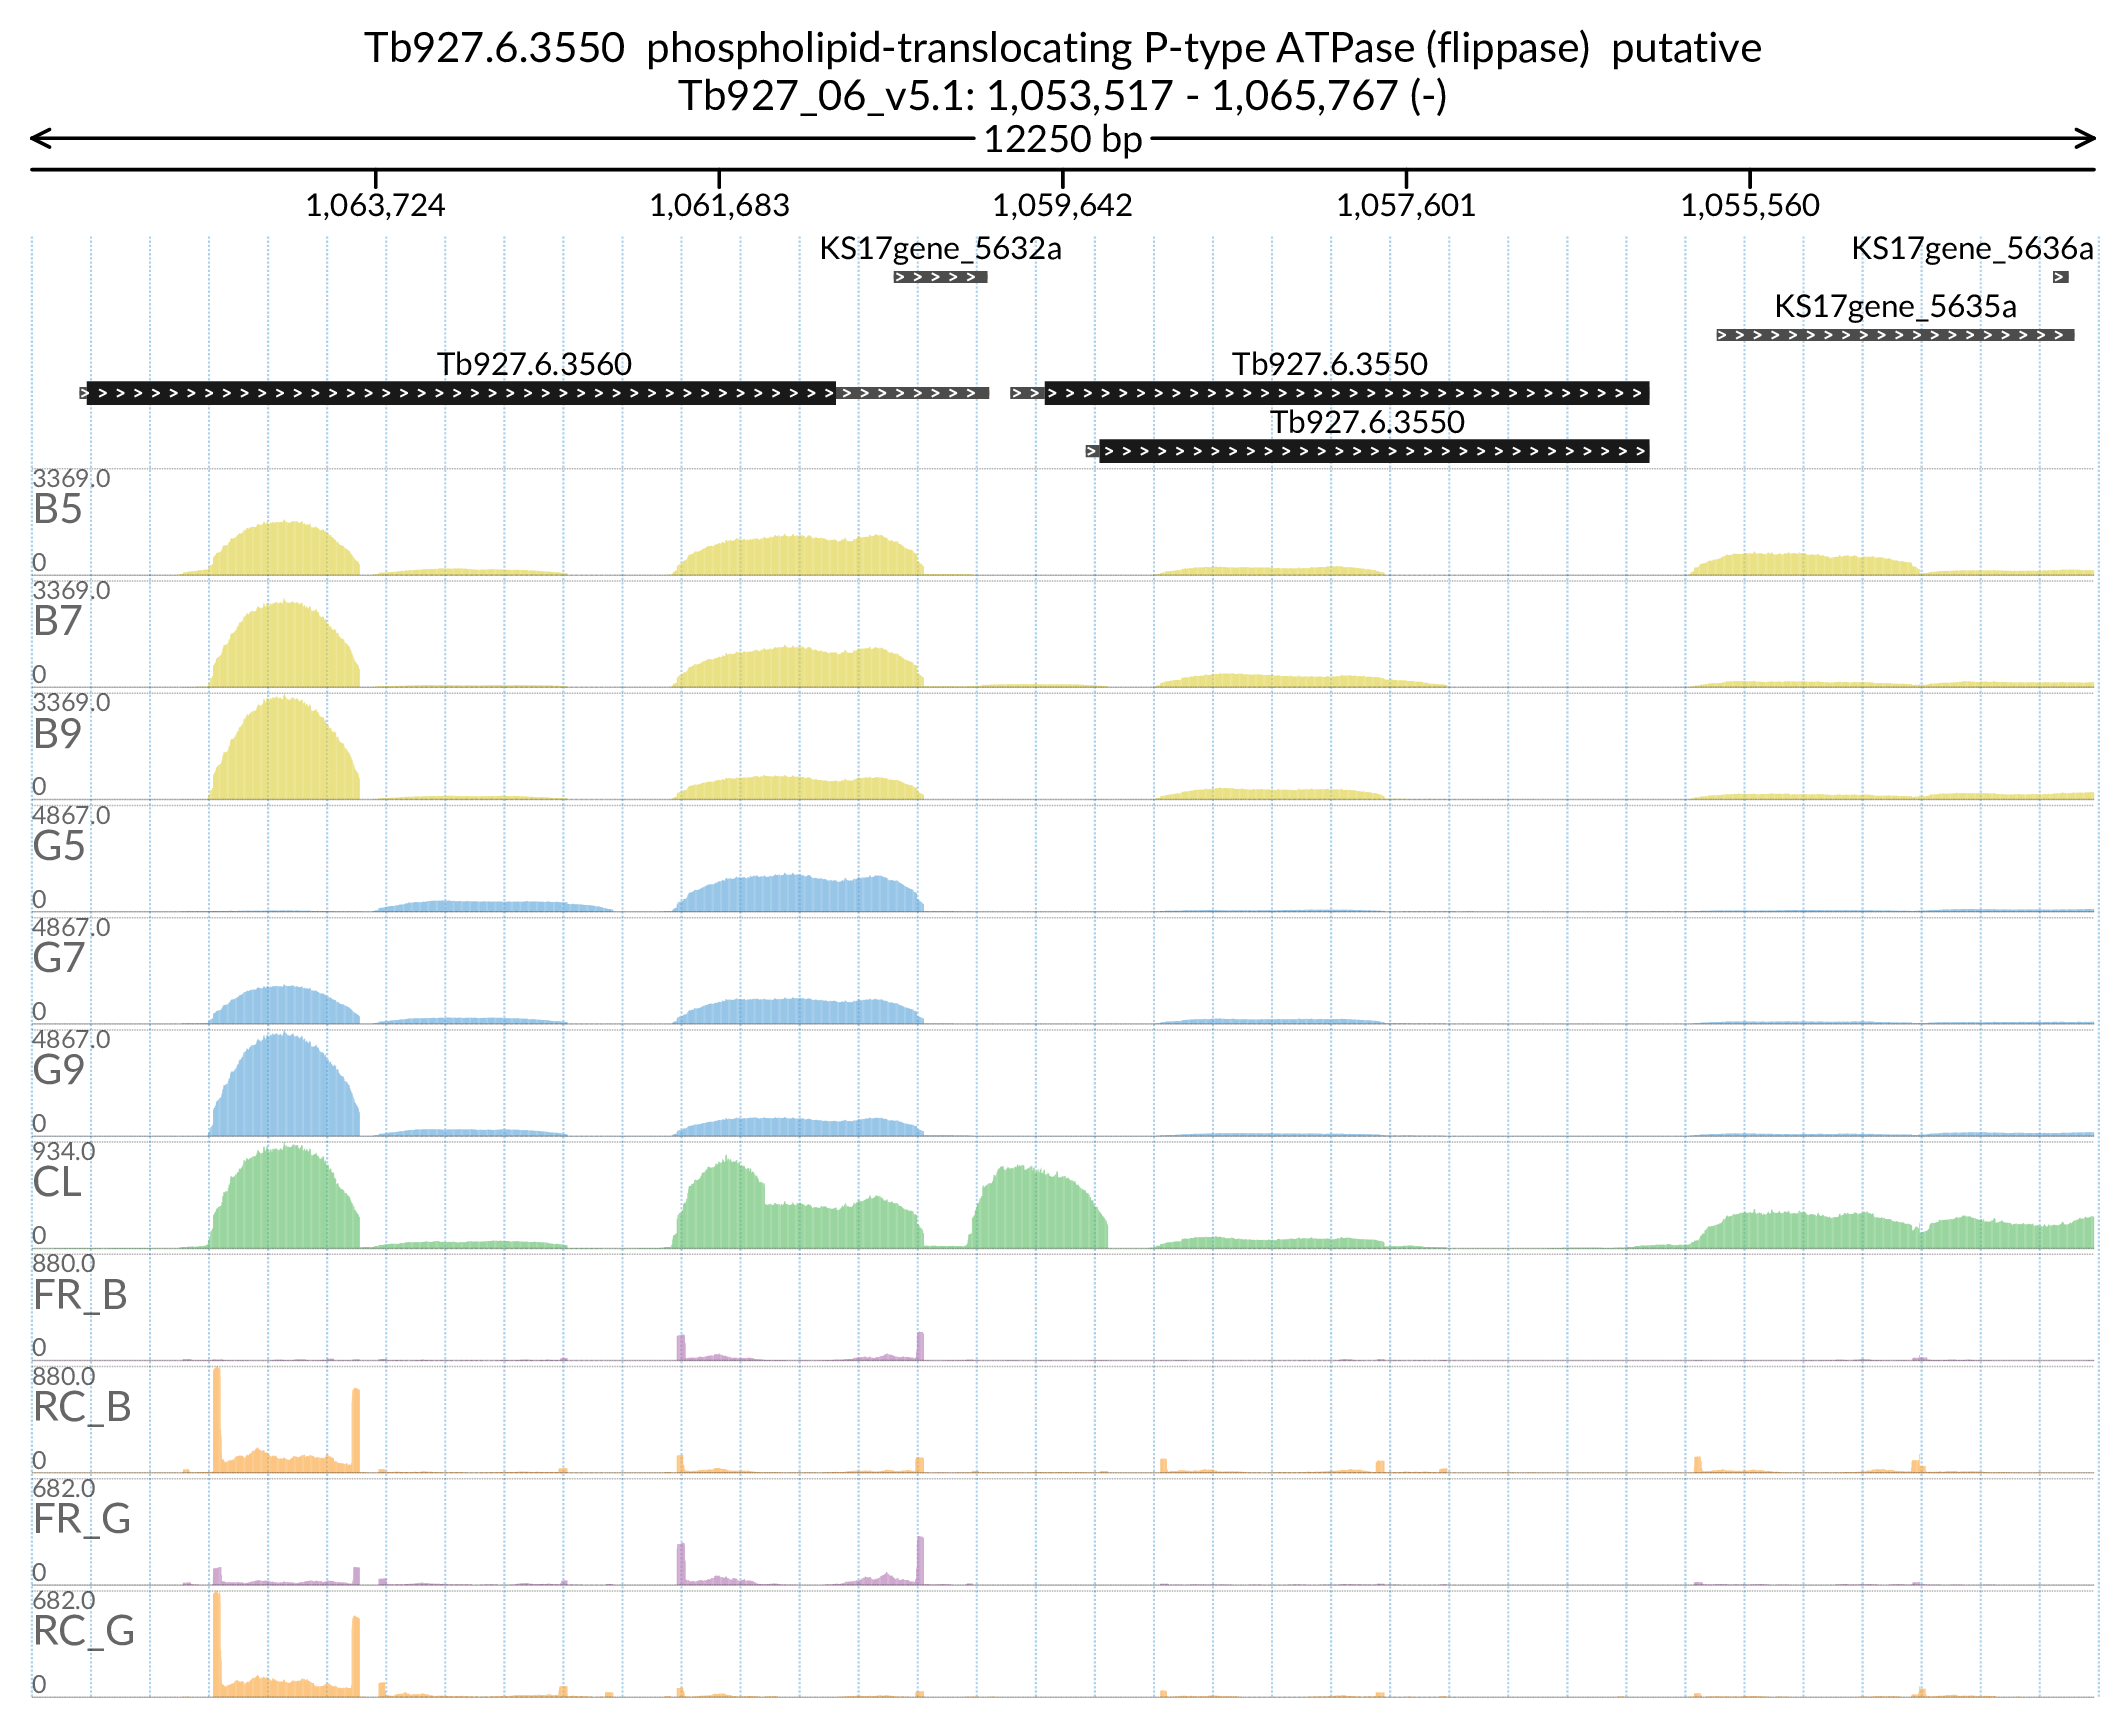 Tb927.6.3550  phospholipid-translocating P-type ATPase (flippase)  putative
Tb927_06_v5.1: 1,053,517 - 1,065,767 (-)
12250 bp
1,063,724 1,061,683 1,059,642 1,057,601 1,055,560
KS17gene_5632a KS17gene_5636a
KS17gene_5635a
Tb927.6.3560 Tb927.6.3550
Tb927.6.3550
3369.0
B5
0
3369.0
B7
0
3369.0
B9
0
4867.0
G5
0
4867.0
G7
0
4867.0
G9
0
934.0
CL
0
880.0
FR_B
0
880.0
RC_B
0
682.0
FR_G
0
682.0
RC_G
0